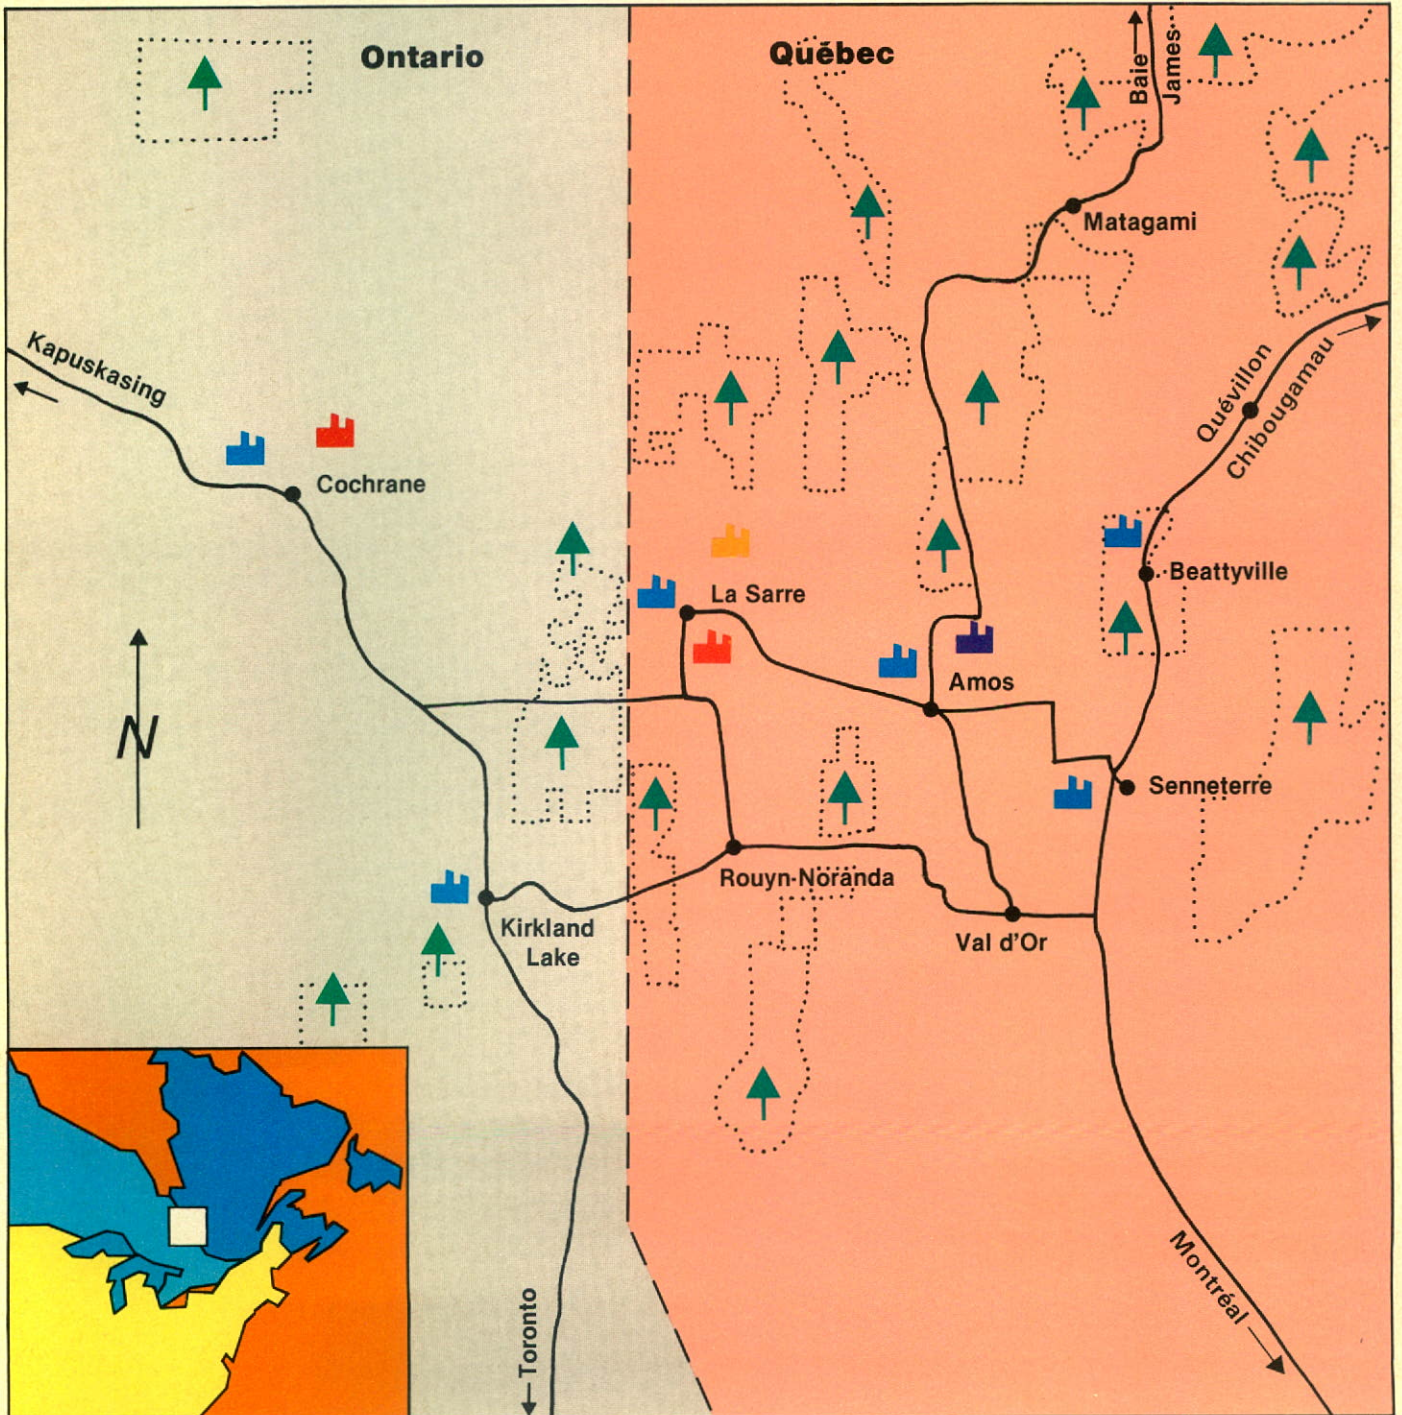 Ontario
Québec
Baie
James
Matagami
Kapuskasing
Quévillon
Chibougamau
Cochrane
Beattyville
La Sarre
Amos
N
Senneterre
Rouyn-Noranda
Kirkland
Lake
Val d'Or
Montréal
Toronto